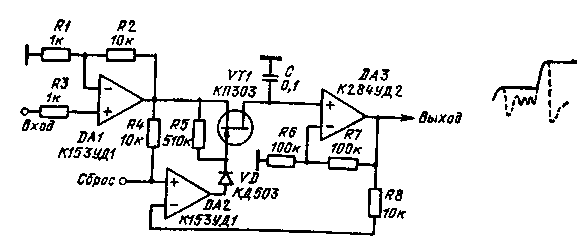 R1
1к
R2
10к
R3
1к
Вход
DA1
К153УД1
R4
10к
R5
510к
VT1
КП303
C
0,1
DA3
К284УД2
Выход
R6
100к
R7
100к
VD
КД503
Сброс
DA2
К153УД1
R8
10к